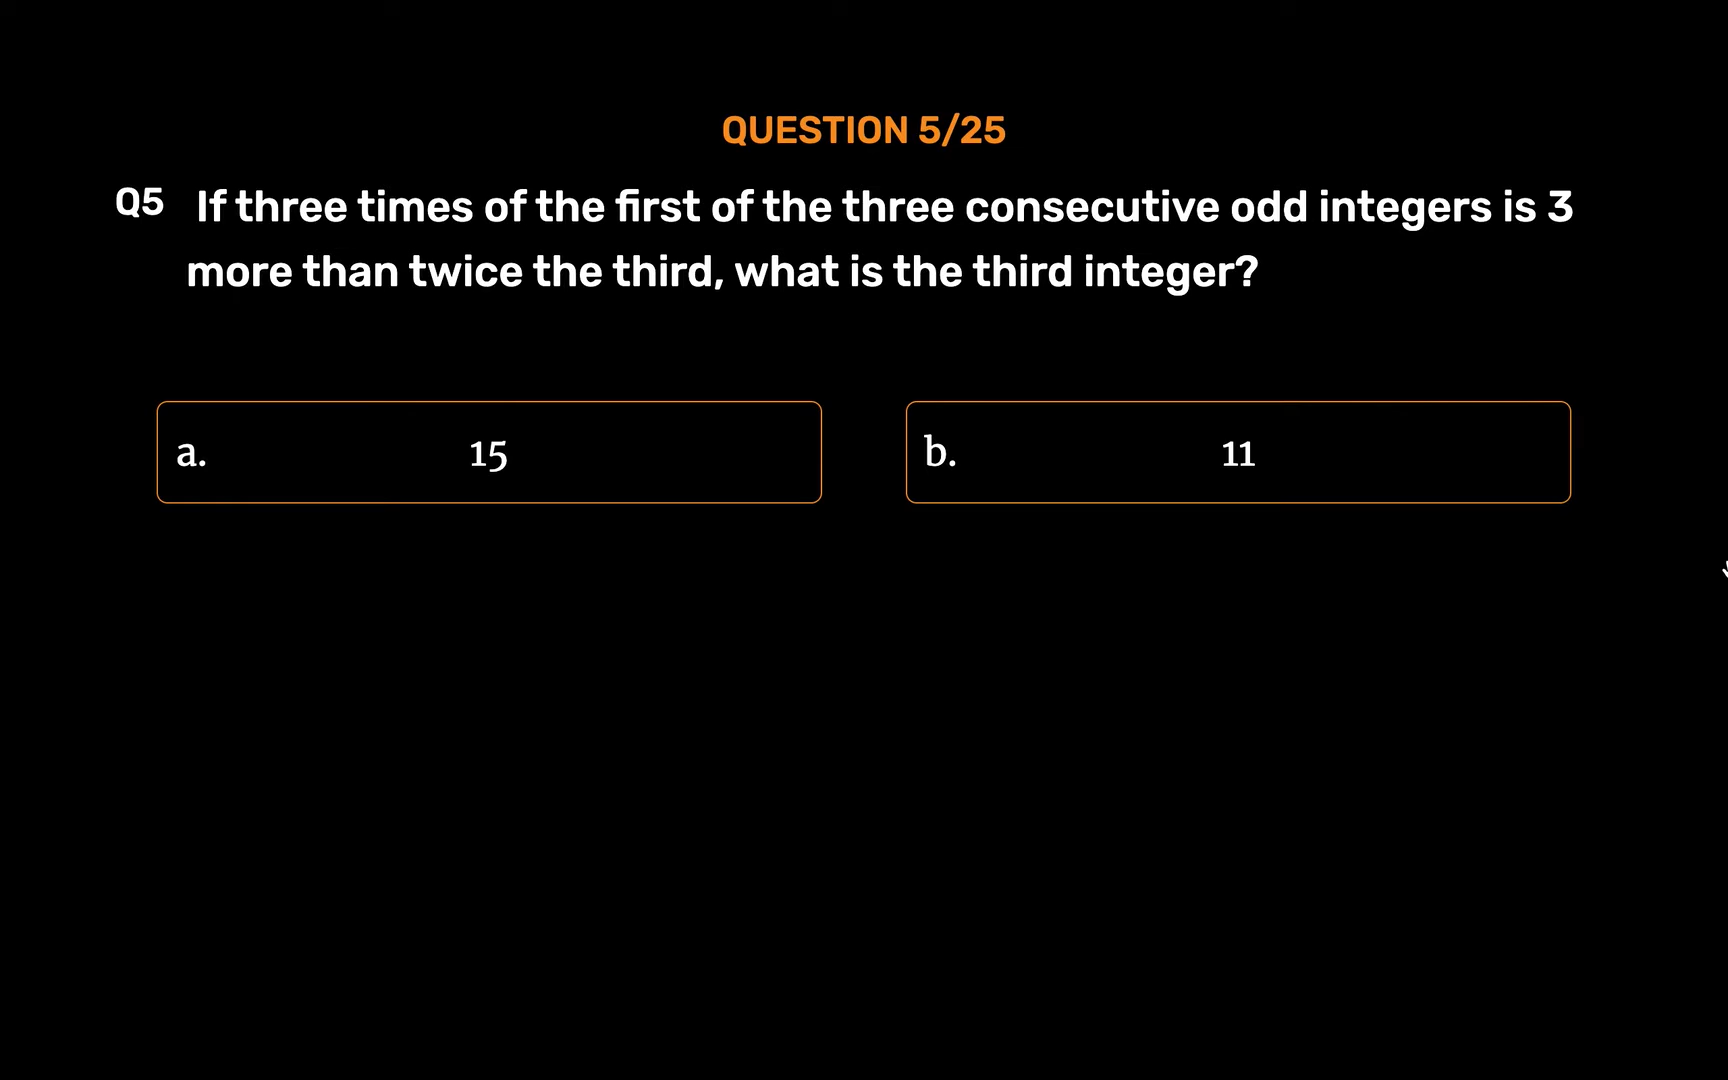 QUESTION 5/25
Q5 If three times of the first of the three consecutive odd integers is 3
more than twice the third, what is the third integer?
a. 15
b. 11